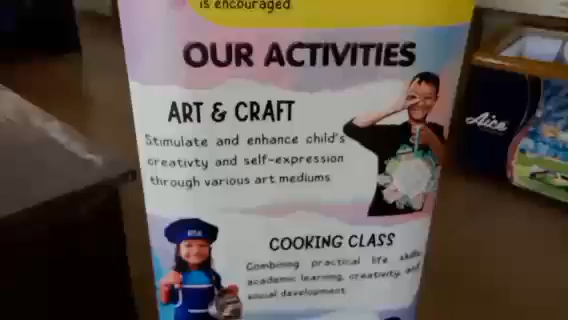 is encouraged.
OUR ACTIVITIES
ART & CRAFT
Stimulate and enhance child's
creativty and self-expression
through various art mediums
COOKING CLASS
Combining practical life skills,
academic learning, creativity, and
social development